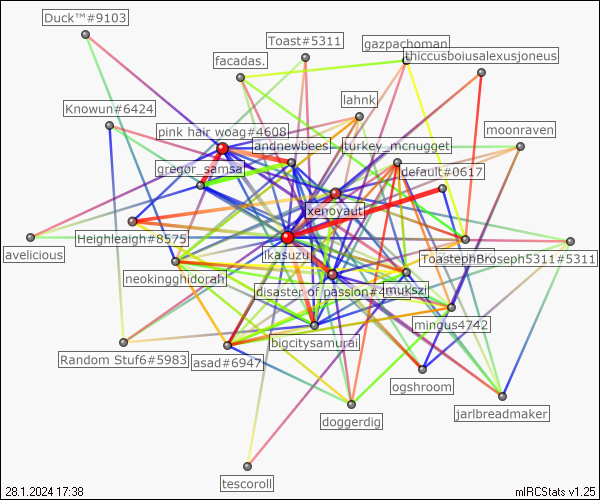 Duck™#9103
Toast#5311
gazpachoman
thiccusboiusalexusjoneus
facadas.
lahnk
Knowun#6424
pink hair woag#4608
moonraven
andnewbees
turkey_mcnugget
gregor_samsa
default#0617
xenoyaut
Heighleaigh#8575
avelicious
ikasuzu
ToastephBroseph5311#5311
neokingghidorah
disaster of passion#2
mukszi
mingus4742
bigcitysamurai
Random Stuf6#5983
asad#6947
ogshroom
jarlbreadmaker
doggerdig
tescoroll
28.1.2024 17:38
mIRCStats v1.25